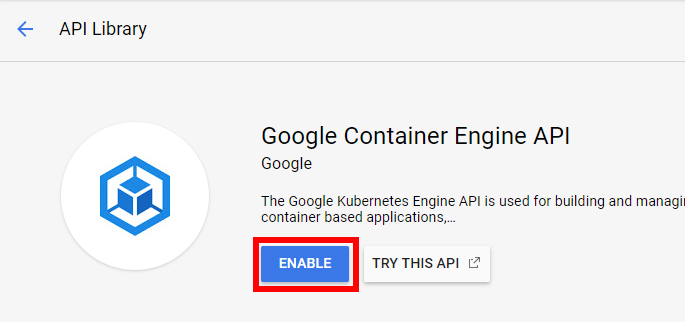 API Library
Google Container Engine API
Google
The Google Kubernetes Engine API is used for building and managin
container based applications,...
ENABLE
TRY THIS API